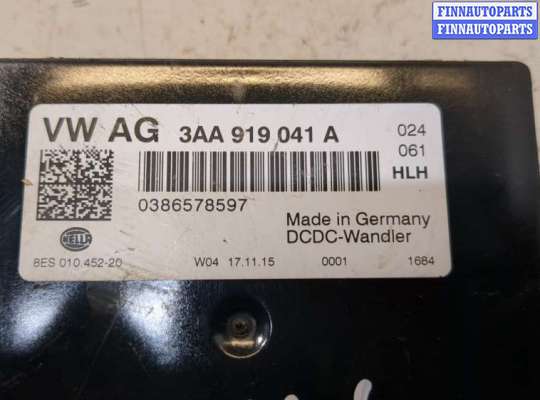 FINNAUTOPARTS
FINNAUTOPARTS
FINNAUTOPARTS
VW AG 3AA 919 041 A 024
061
HLH
0386578597
Made in Germany
DCDC-Wandler
HELLA
8ES 010.452-20 W04 17.11.15 0001 1684